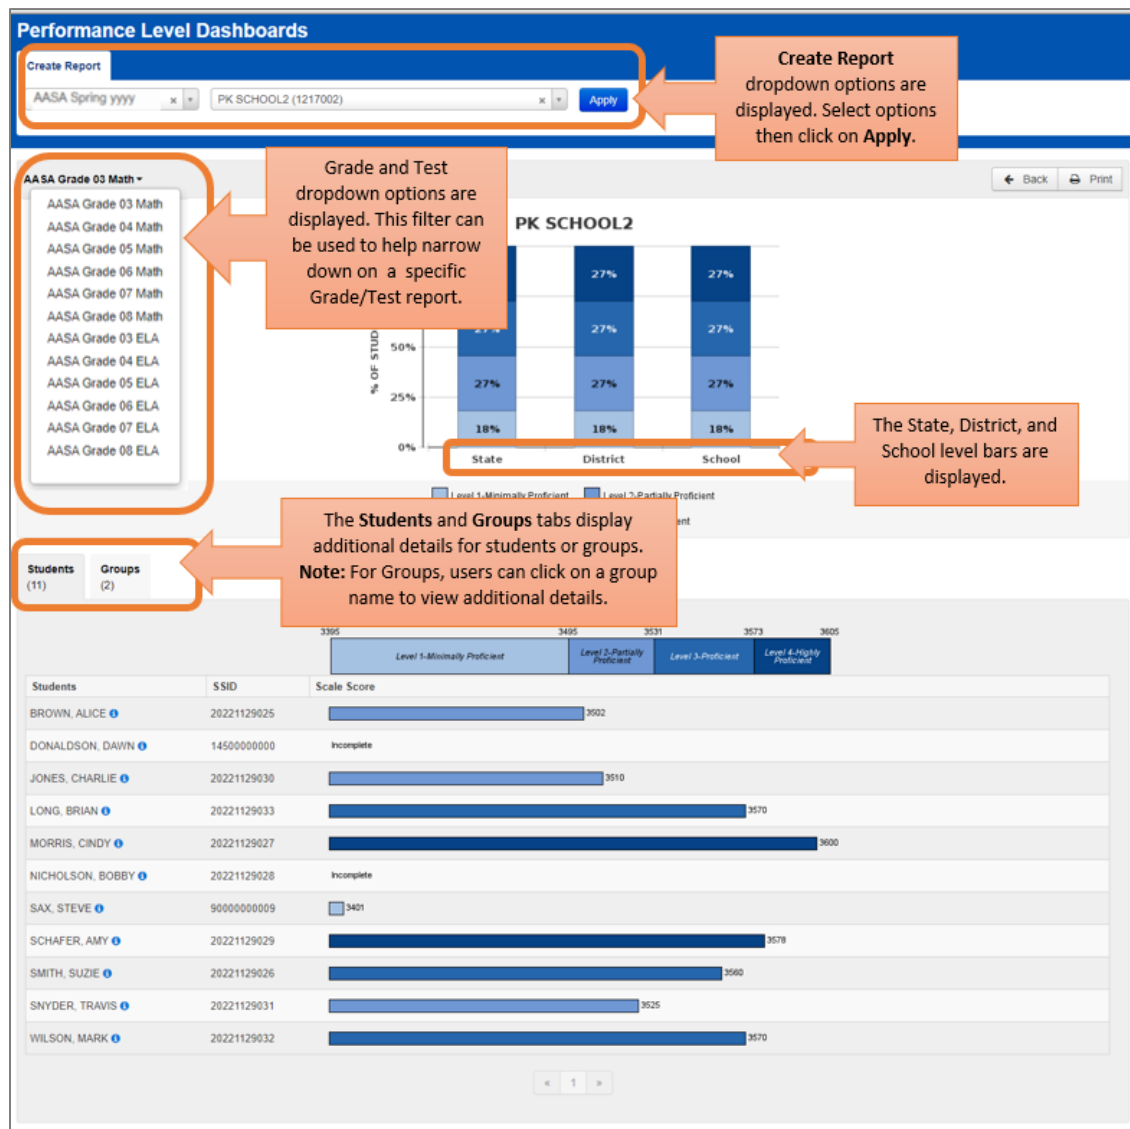 Performance Level Dashboards
Create Report
AASA Spring yyyy × PK SCHOOL2 (1217002) × Apply
Create Report
dropdown options are
displayed. Select options
then click on Apply.
AASA Grade 03 Math
AASA Grade 03 Math
AASA Grade 04 Math
AASA Grade 05 Math
AASA Grade 06 Math
AASA Grade 07 Math
AASA Grade 08 Math
AASA Grade 03 ELA
AASA Grade 04 ELA
AASA Grade 05 ELA
AASA Grade 06 ELA
AASA Grade 07 ELA
AASA Grade 08 ELA
Grade and Test
dropdown options are
displayed. This filter can
be used to help narrow
down on a specific
Grade/Test report.
Back Print
PK SCHOOL2
27% 27%
27% 27% 27%
50%
% OF STUD
27% 27% 27%
25%
18% 18% 18%
0%
State District School
The State, District, and
School level bars are
displayed.
Level 1-Minimally Proficient Level 2-Partially Proficient
ent
The Students and Groups tabs display
additional details for students or groups.
Note: For Groups, users can click on a group
name to view additional details.
Students Groups
(11) (2)
3395 3495 3531 3573 3605
Level 1-Minimally Proficient Level 2-Partially Proficient Level 3-Proficient Level 4-Highly Proficient
Students SSID Scale Score
BROWN, ALICE 20221129025 3502
DONALDSON, DAWN 14500000000 Incomplete
JONES, CHARLIE 20221129030 3510
LONG, BRIAN 20221129033 3570
MORRIS, CINDY 20221129027 3600
NICHOLSON, BOBBY 20221129028 Incomplete
SAX, STEVE 90000000009 3401
SCHAFER, AMY 20221129029 3578
SMITH, SUZIE 20221129026 3560
SNYDER, TRAVIS 20221129031 3525
WILSON, MARK 20221129032 3570
« 1 »